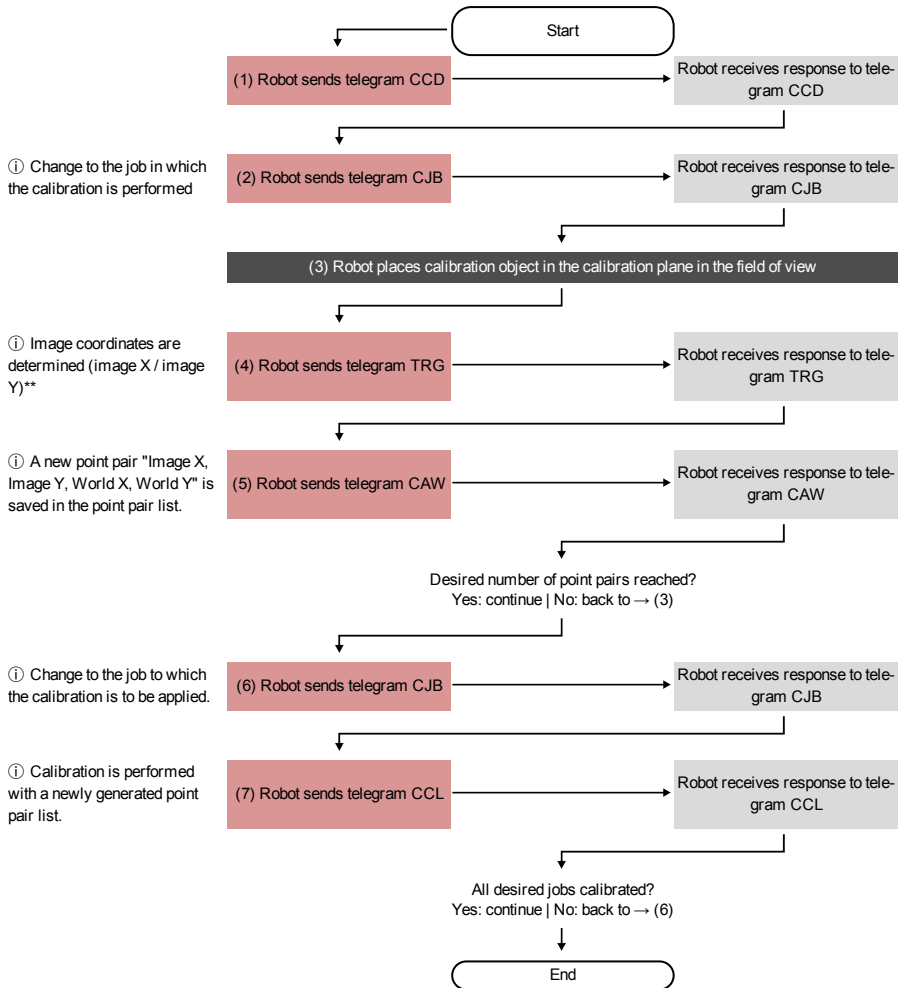 Start
(1) Robot sends telegram CCD
Robot receives response to tele-
gram CCD
ⓘ Change to the job in which
the calibration is performed
(2) Robot sends telegram CJB
Robot receives response to tele-
gram CJB
(3) Robot places calibration object in the calibration plane in the field of view
ⓘ Image coordinates are
determined (image X / image
Y)**
(4) Robot sends telegram TRG
Robot receives response to tele-
gram TRG
ⓘ A new point pair "Image X,
Image Y, World X, World Y" is
saved in the point pair list.
(5) Robot sends telegram CAW
Robot receives response to tele-
gram CAW
Desired number of point pairs reached?
Yes: continue | No: back to → (3)
ⓘ Change to the job to which
the calibration is to be applied.
(6) Robot sends telegram CJB
Robot receives response to tele-
gram CJB
ⓘ Calibration is performed
with a newly generated point
pair list.
(7) Robot sends telegram CCL
Robot receives response to tele-
gram CCL
All desired jobs calibrated?
Yes: continue | No: back to → (6)
End